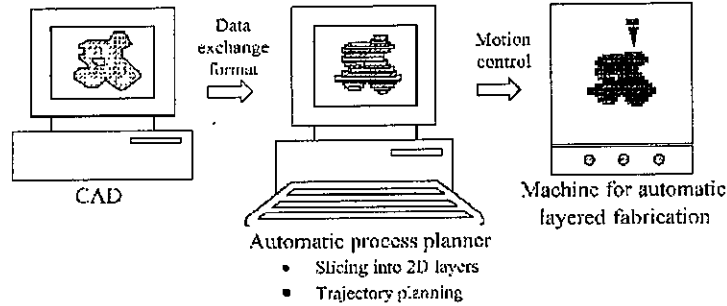 Data
exchange
format
Motion
control
CAD
Automatic process planner
• Slicing into 2D layers
■ Trajectory planning
Machine for automatic
layered fabrication